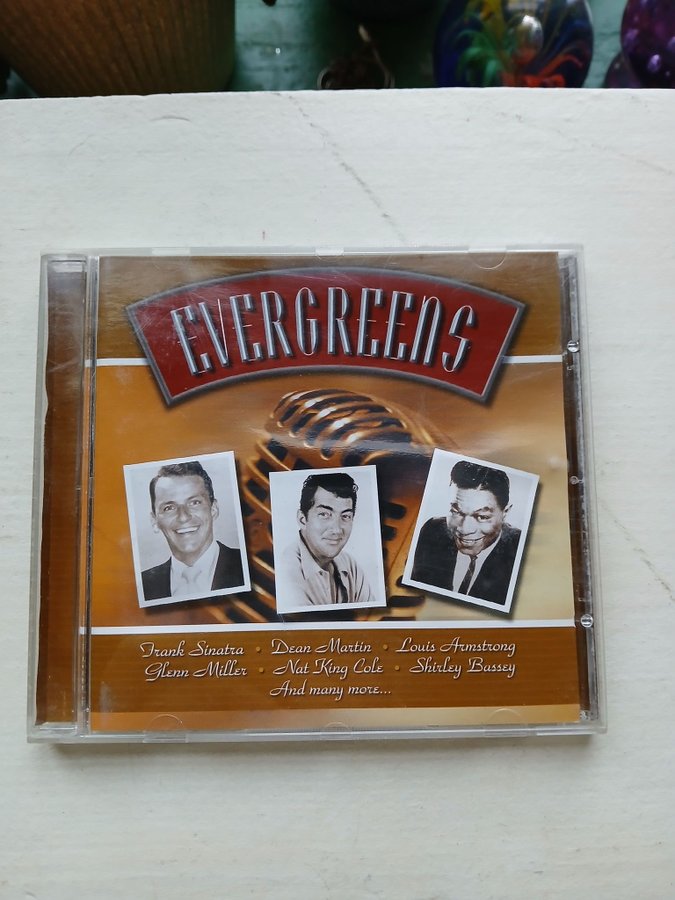 EVERGREENS
Frank Sinatra • Dean Martin • Louis Armstrong
Glenn Miller • Nat King Cole • Shirley Bassey
And many more...